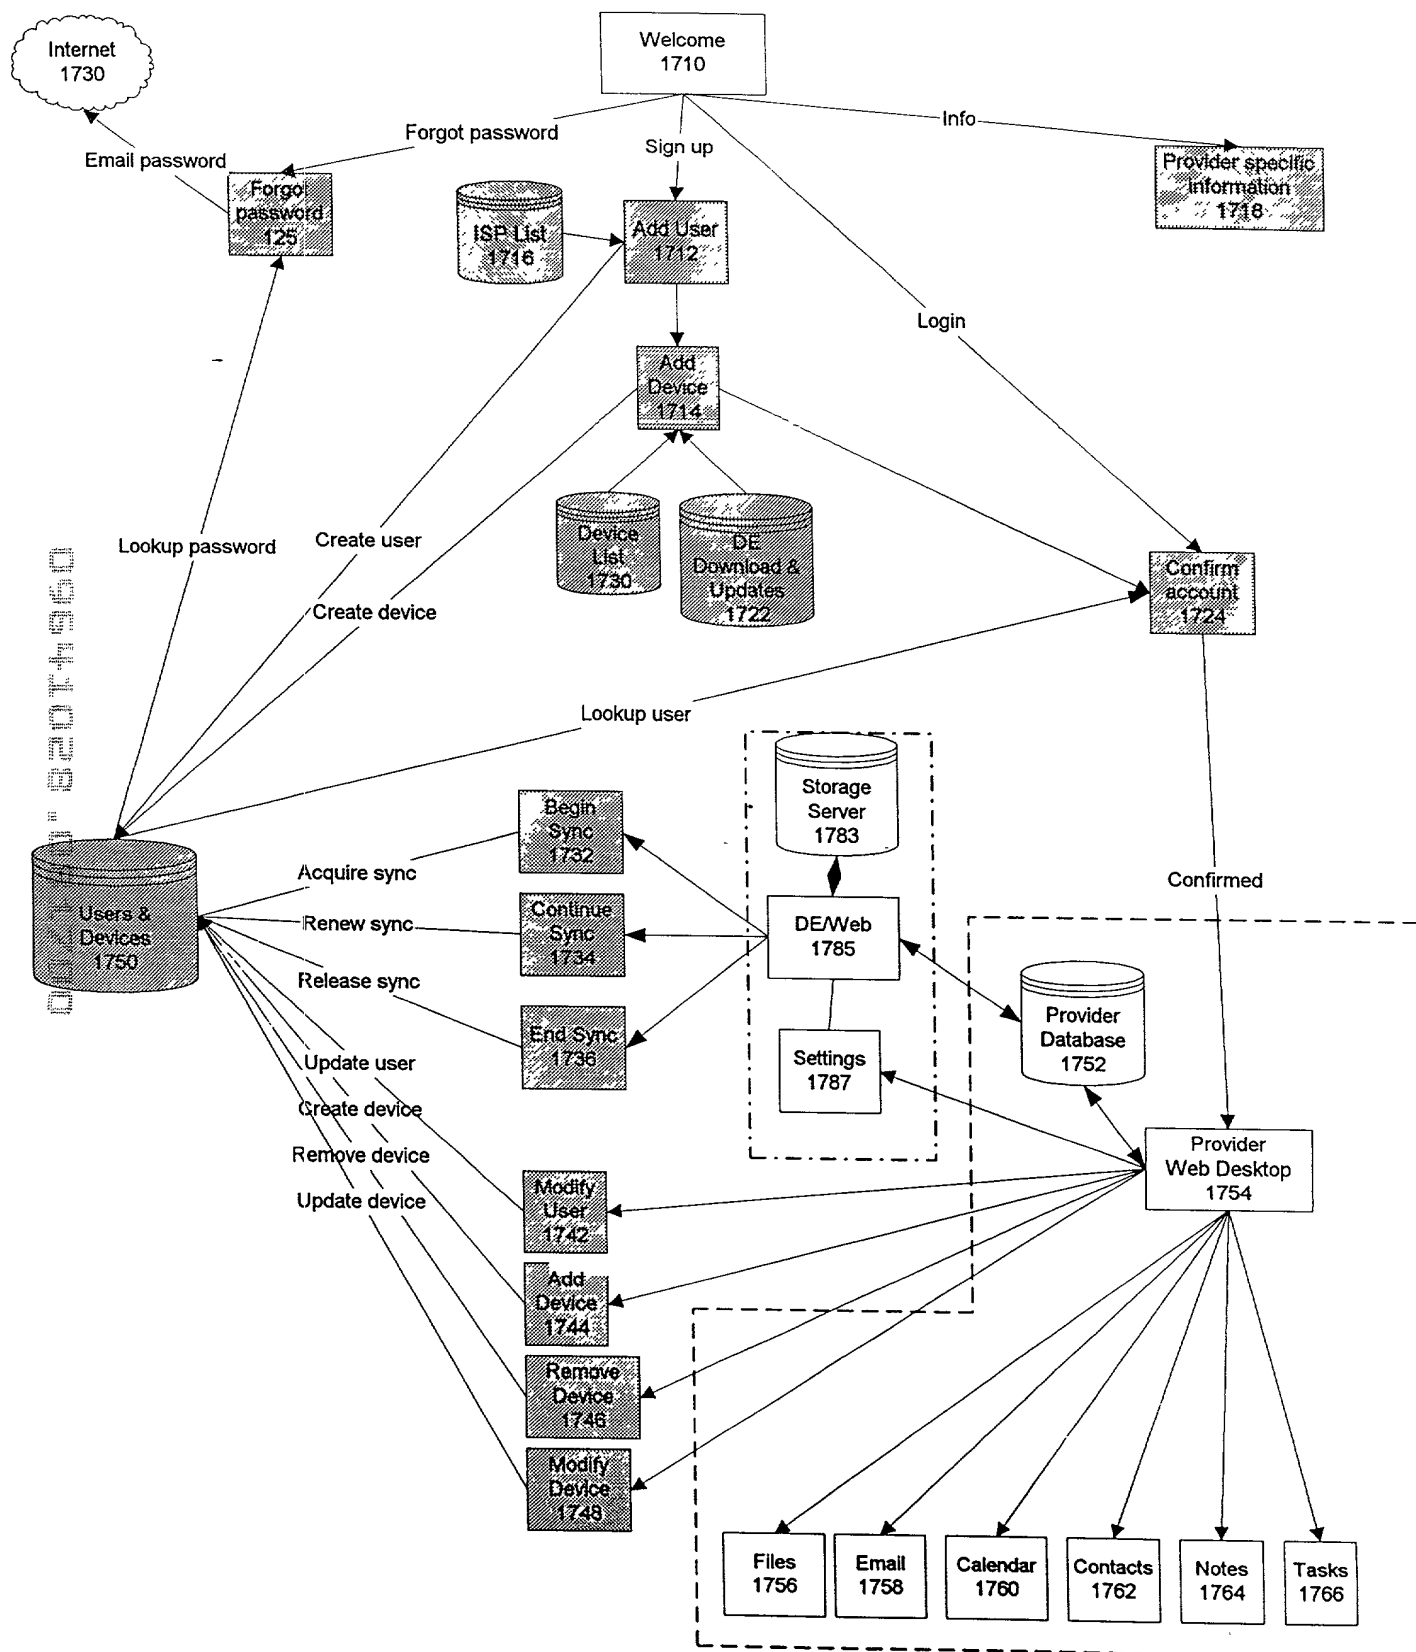 Internet
1730
Welcome
1710
Forgot password
Info
Sign up
Email password
Forgot
password
125
ISP List
1716
Add User
1712
Provider specific
information
1718
Login
Add
Device
1714
Lookup password
Create user
Create device
Device
List
1730
DE
Download &
Updates
1722
Confirm
account
1724
Lookup user
Storage
Server
1783
Confirmed
Begin
Sync
1732
Acquire sync
Users &
Devices
1750
Renew sync
Continue
Sync
1734
DE/Web
1785
Release sync
End Sync
1736
Settings
1787
Provider
Database
1752
Update user
Create device
Remove device
Update device
Modify
User
1742
Provider
Web Desktop
1754
Add
Device
1744
Remove
Device
1746
Modify
Device
1748
Files
1756
Email
1758
Calendar
1760
Contacts
1762
Notes
1764
Tasks
1766